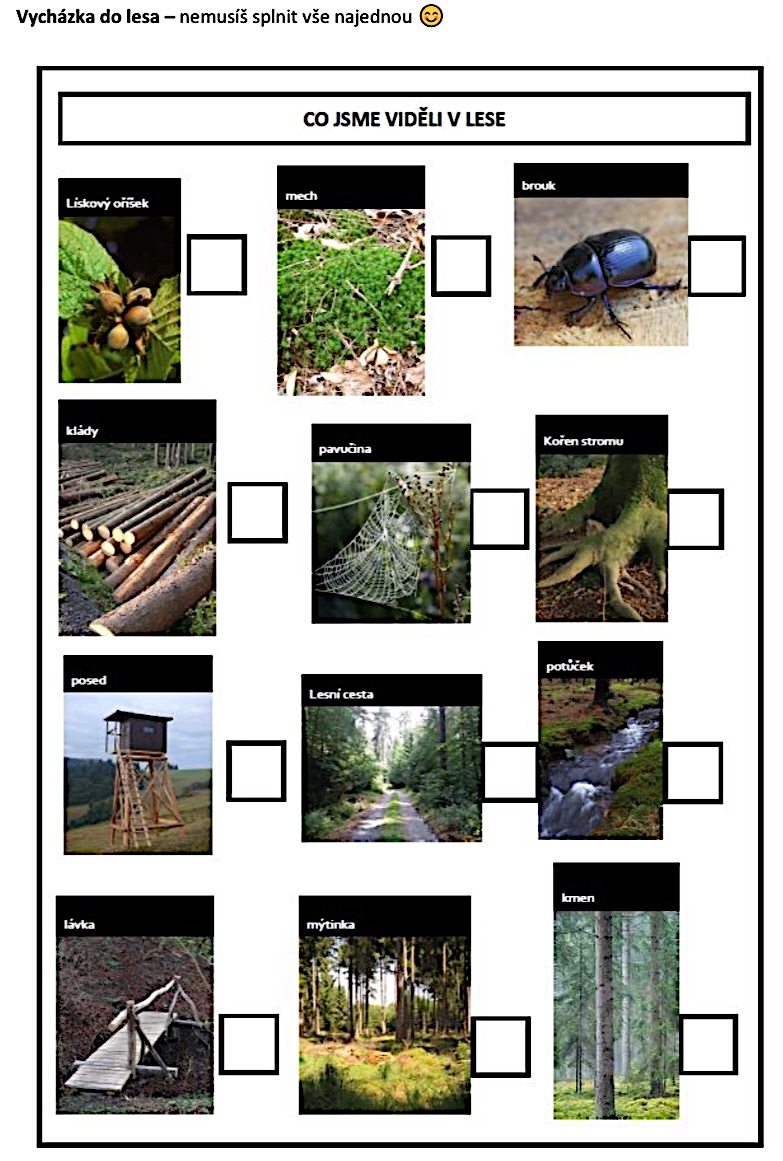 Vycházka do lesa – nemusíš splnit vše najednou 😊
CO JSME VIDĚLI V LESE
Lískový oříšek
mech
brouk
klády
pavučina
Kořen stromu
posed
Lesní cesta
potůček
lávka
mýtinka
kmen